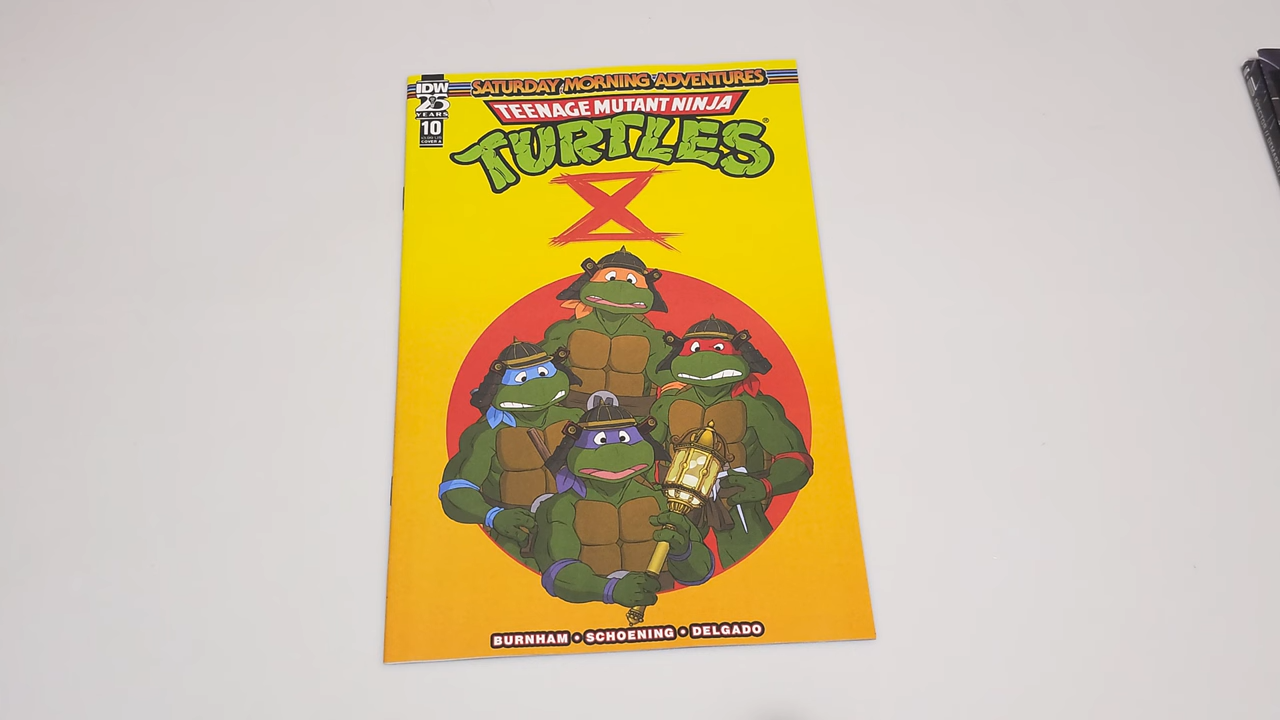 SATURDAY MORNING ADVENTURES
IDW
25
YEARS
10
COVER A
TEENAGE MUTANT NINJA
TURTLES®
X
BURNHAM • SCHOENING • DELGADO